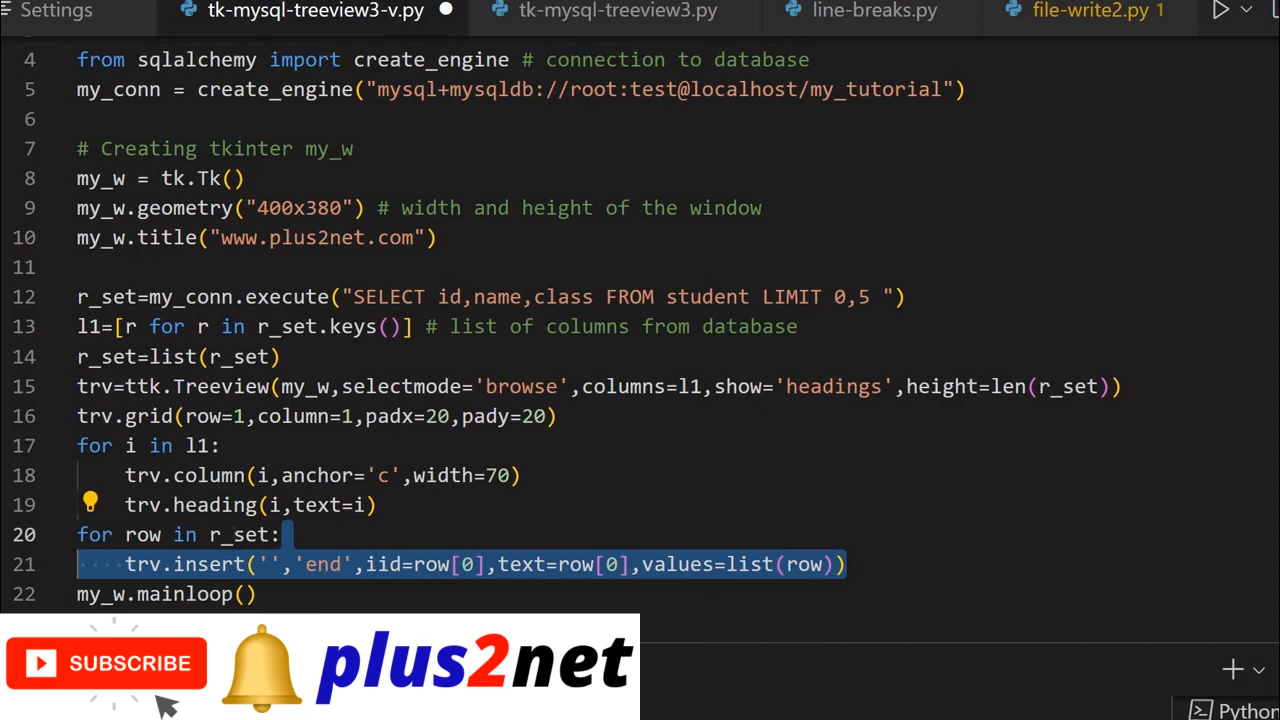 Settings
tk-mysql-treeview3-v.py
tk-mysql-treeview3.py
line-breaks.py
file-write2.py 1
4 from sqlalchemy import create_engine # connection to database
5 my_conn = create_engine("mysql+mysqldb://root:test@localhost/my_tutorial")
6
7 # Creating tkinter my_w
8 my_w = tk.Tk()
9 my_w.geometry("400x380") # width and height of the window
10 my_w.title("www.plus2net.com")
11
12 r_set=my_conn.execute("SELECT id,name,class FROM student LIMIT 0,5 ")
13 l1=[r for r in r_set.keys()] # list of columns from database
14 r_set=list(r_set)
15 trv=ttk.Treeview(my_w,selectmode='browse',columns=l1,show='headings',height=len(r_set))
16 trv.grid(row=1,column=1,padx=20,pady=20)
17 for i in l1:
18     trv.column(i,anchor='c',width=70)
19     trv.heading(i,text=i)
20 for row in r_set:
21     trv.insert('','end',iid=row[0],text=row[0],values=list(row))
22 my_w.mainloop()
SUBSCRIBE
plus2net
Python